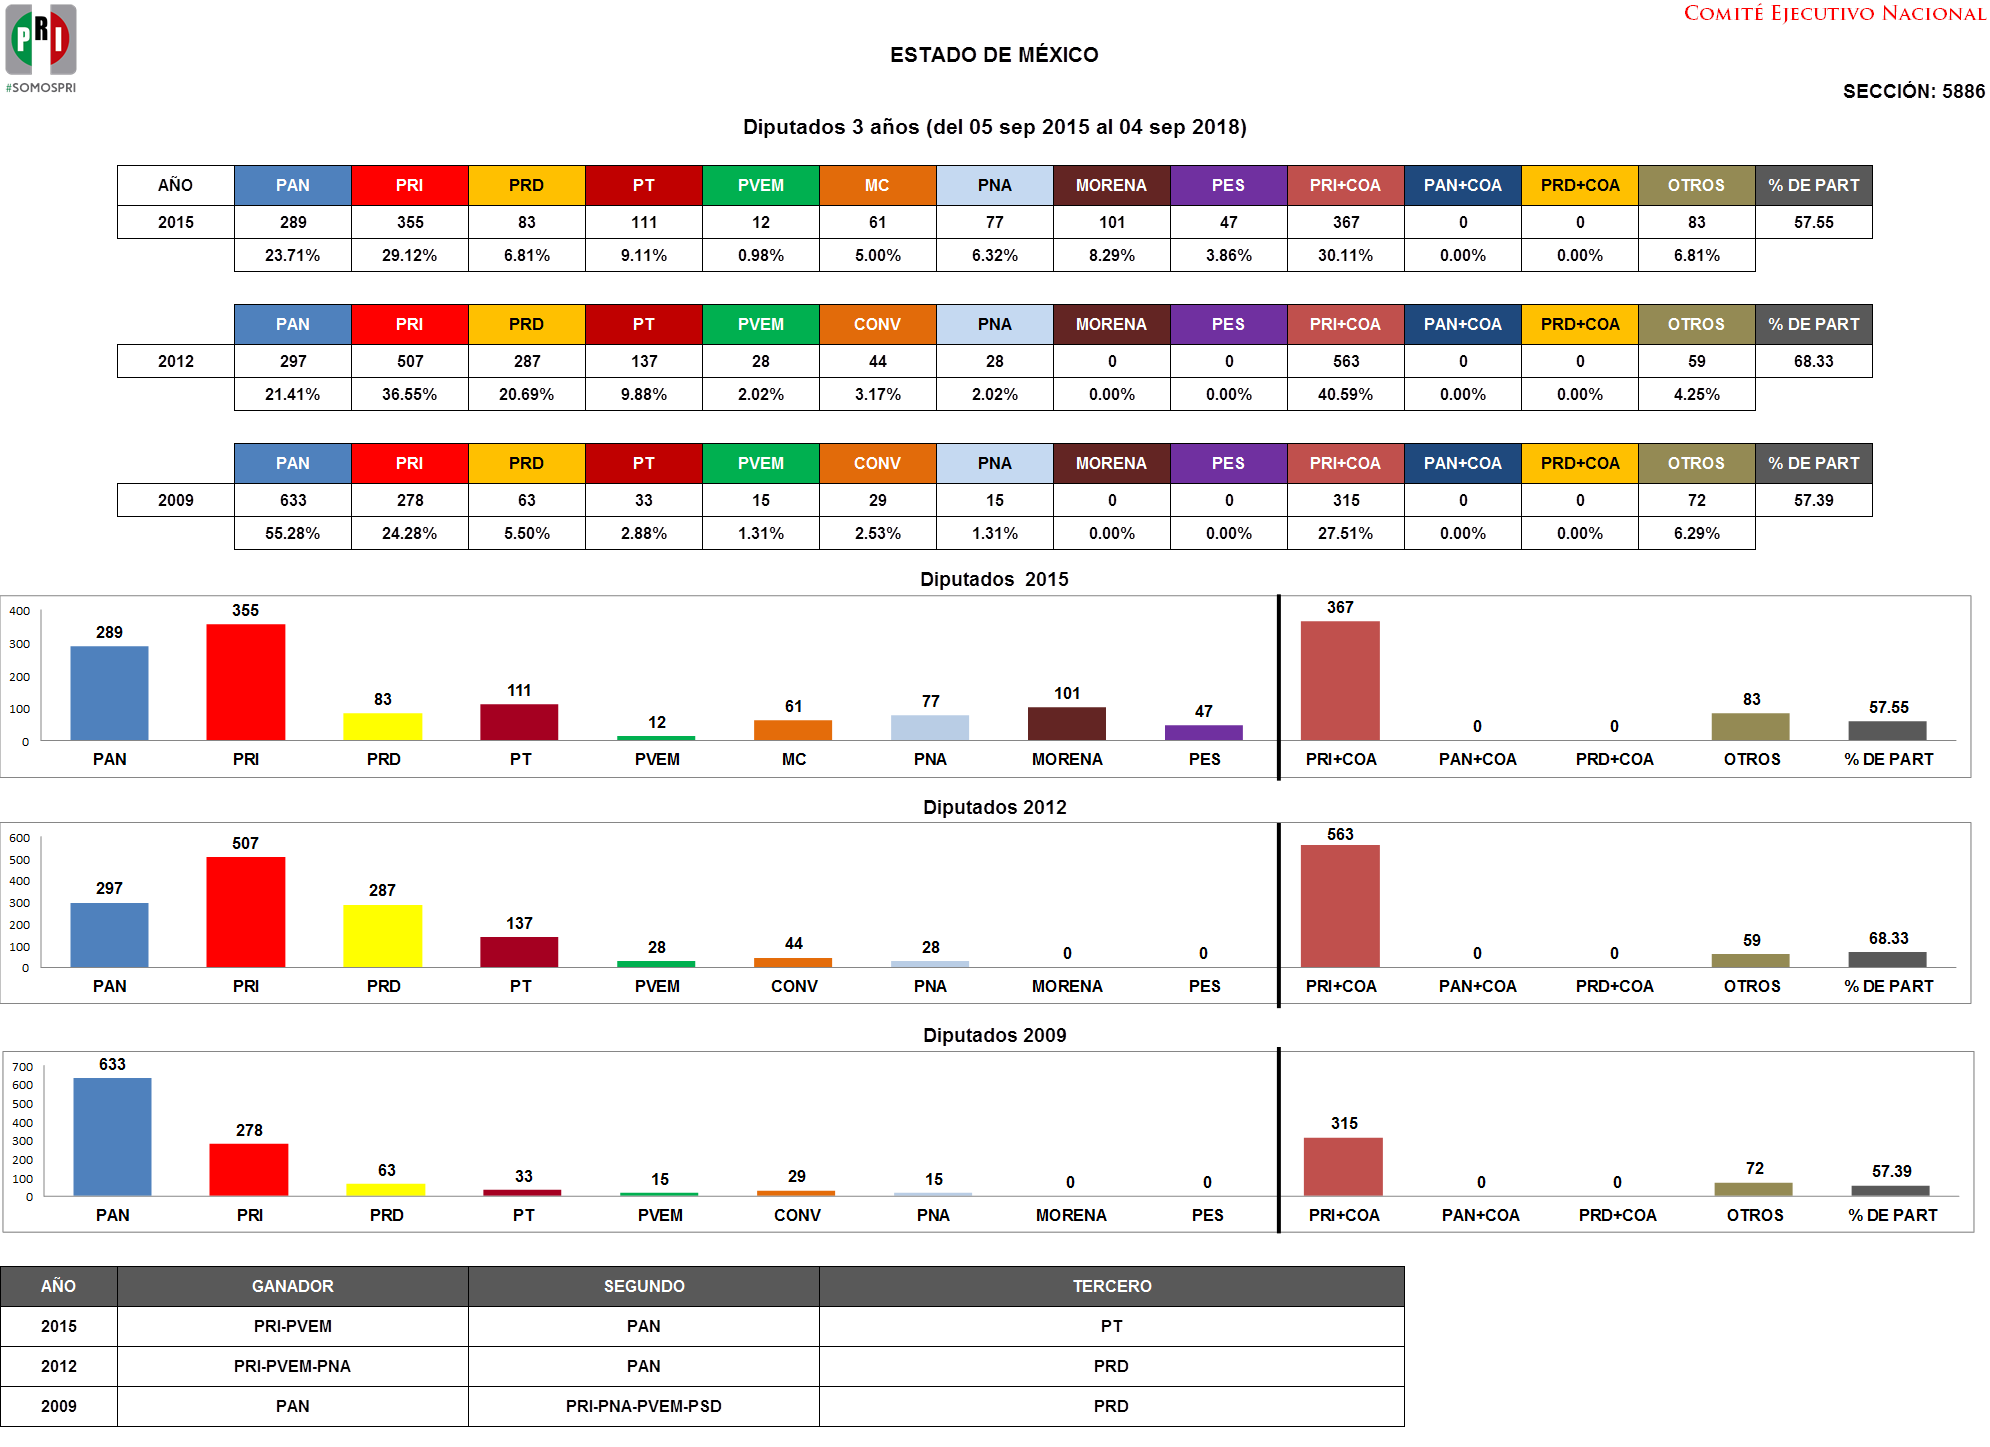 PRI
#SOMOSPRI
COMITÉ EJECUTIVO NACIONAL
ESTADO DE MÉXICO
SECCIÓN: 5886
Diputados 3 años (del 05 sep 2015 al 04 sep 2018)
AÑO PAN PRI PRD PT PVEM MC PNA MORENA PES PRI+COA PAN+COA PRD+COA OTROS % DE PART
2015 289 355 83 111 12 61 77 101 47 367 0 0 83 57.55
23.71% 29.12% 6.81% 9.11% 0.98% 5.00% 6.32% 8.29% 3.86% 30.11% 0.00% 0.00% 6.81%
PAN PRI PRD PT PVEM CONV PNA MORENA PES PRI+COA PAN+COA PRD+COA OTROS % DE PART
2012 297 507 287 137 28 44 28 0 0 563 0 0 59 68.33
21.41% 36.55% 20.69% 9.88% 2.02% 3.17% 2.02% 0.00% 0.00% 40.59% 0.00% 0.00% 4.25%
PAN PRI PRD PT PVEM CONV PNA MORENA PES PRI+COA PAN+COA PRD+COA OTROS % DE PART
2009 633 278 63 33 15 29 15 0 0 315 0 0 72 57.39
55.28% 24.28% 5.50% 2.88% 1.31% 2.53% 1.31% 0.00% 0.00% 27.51% 0.00% 0.00% 6.29%
Diputados 2015
400
300
200
100
0
289 355 83 111 12 61 77 101 47 367 0 0 83 57.55
PAN PRI PRD PT PVEM MC PNA MORENA PES PRI+COA PAN+COA PRD+COA OTROS % DE PART
Diputados 2012
600
500
400
300
200
100
0
297 507 287 137 28 44 28 0 0 563 0 0 59 68.33
PAN PRI PRD PT PVEM CONV PNA MORENA PES PRI+COA PAN+COA PRD+COA OTROS % DE PART
Diputados 2009
700
600
500
400
300
200
100
0
633 278 63 33 15 29 15 0 0 315 0 0 72 57.39
PAN PRI PRD PT PVEM CONV PNA MORENA PES PRI+COA PAN+COA PRD+COA OTROS % DE PART
AÑO GANADOR SEGUNDO TERCERO
2015 PRI-PVEM PAN PT
2012 PRI-PVEM-PNA PAN PRD
2009 PAN PRI-PNA-PVEM-PSD PRD